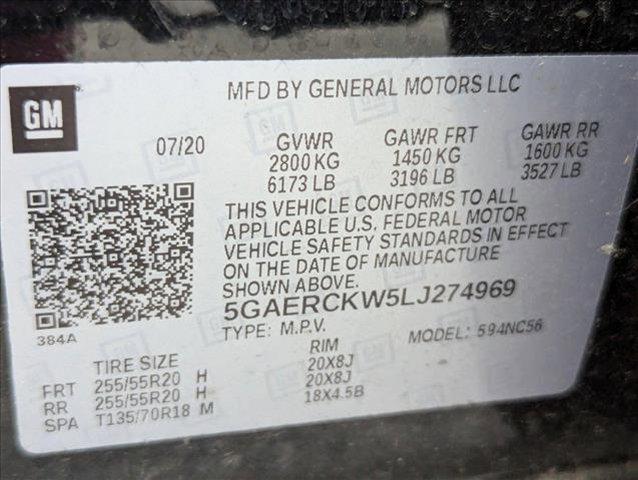 GM
MFD BY GENERAL MOTORS LLC
07/20 GVWR GAWR FRT GAWR RR
2800 KG 1450 KG 1600 KG
6173 LB 3196 LB 3527 LB
THIS VEHICLE CONFORMS TO ALL
APPLICABLE U.S. FEDERAL MOTOR
VEHICLE SAFETY STANDARDS IN EFFECT
ON THE DATE OF MANUFACTURE
SHOWN ABOVE.
5GAERCKW5LJ274969
384A
TYPE: M.P.V. MODEL: 594NC56
TIRE SIZE RIM
FRT 255/55R20 H 20X8J
RR 255/55R20 H 20X8J
SPA T135/70R18 M 18X4.5B